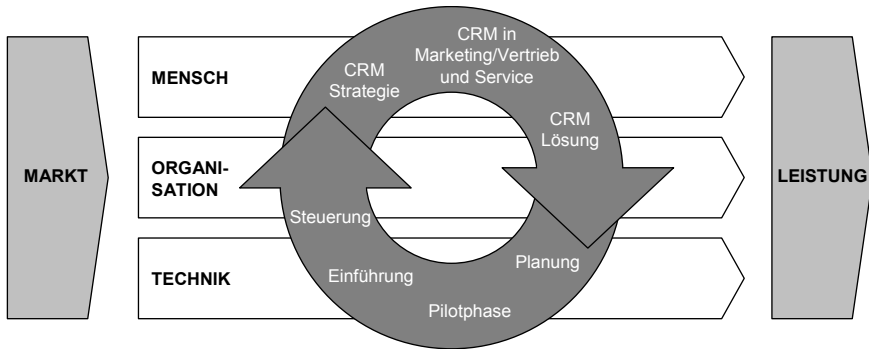 MARKT
MENSCH
ORGANI-
SATION
TECHNIK
CRM
Strategie
CRM in
Marketing/Vertrieb
und Service
CRM
Lösung
Planung
Pilotphase
Einführung
Steuerung
LEISTUNG